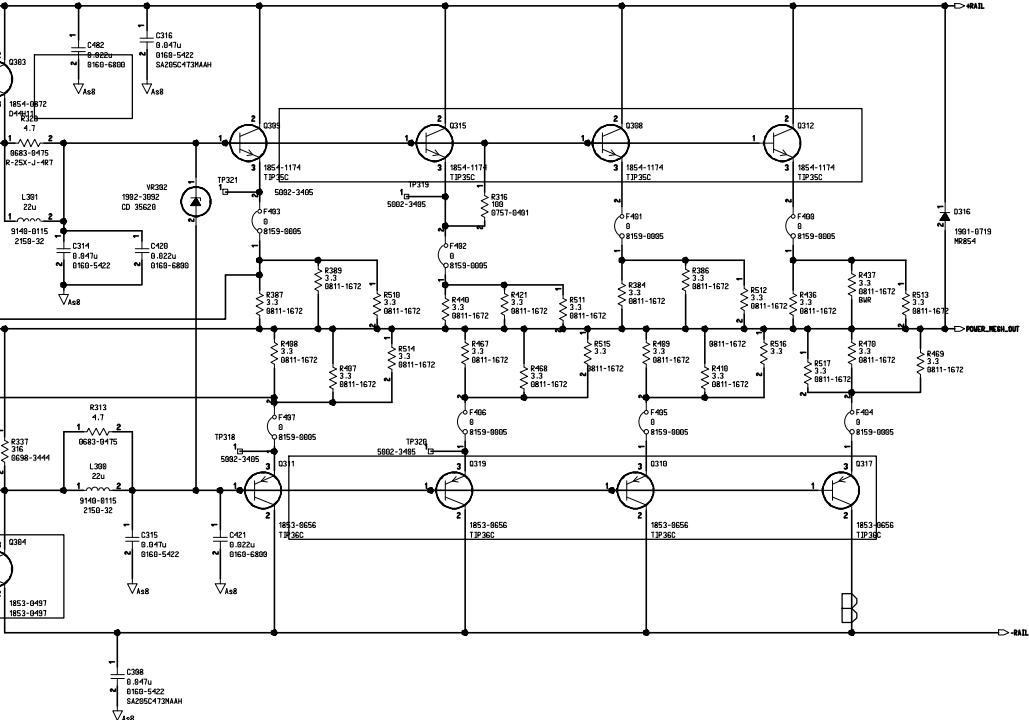 +RAIL
C482
0.022u
0160-6800
As8
C316
0.047u
0160-5422
SA205C473MAAH
As8
Q303
1854-0872
D44H11
R320
4.7
0683-0475
R-25X-J-4R7
Q309
1854-1174
TIP35C
Q315
1854-1174
TIP35C
Q308
1854-1174
TIP35C
Q312
1854-1174
TIP35C
L301
22u
9140-0115
2150-32
VR302
1902-3092
CD 35620
TP321
5002-3405
TP319
5002-3405
R316
100
0757-0401
F403
0
8159-0005
F402
0
8159-0005
F401
0
8159-0005
F400
0
8159-0005
D316
1901-0719
MR854
C314
0.047u
0160-5422
C420
0.022u
0160-6800
As8
R387
3.3
0811-1672
R389
3.3
0811-1672
R510
3.3
0811-1672
R440
3.3
0811-1672
R421
3.3
0811-1672
R511
3.3
0811-1672
R384
3.3
0811-1672
R386
3.3
0811-1672
R512
3.3
0811-1672
R436
3.3
0811-1672
R437
3.3
0811-1672
BWR
R513
3.3
0811-1672
POWER_MESH_OUT
R408
3.3
0811-1672
R407
3.3
0811-1672
R514
3.3
0811-1672
R467
3.3
0811-1672
R468
3.3
0811-1672
R515
3.3
0811-1672
R409
3.3
0811-1672
0811-1672
R410
3.3
0811-1672
R516
3.3
R517
3.3
0811-1672
R470
3.3
0811-1672
R469
3.3
0811-1672
R313
4.7
0683-0475
R337
316
0698-3444
L300
22u
9140-0115
2150-32
F407
0
8159-0005
F406
0
8159-0005
F405
0
8159-0005
F404
0
8159-0005
TP318
5002-3405
TP320
5002-3405
Q311
1853-0656
TIP36C
Q319
1853-0656
TIP36C
Q310
1853-0656
TIP36C
Q317
1853-0656
TIP36C
C315
0.047u
0160-5422
As8
C421
0.022u
0160-6800
As8
Q304
1853-0497
1853-0497
-RAIL
C398
0.047u
0160-5422
SA205C473MAAH
As8